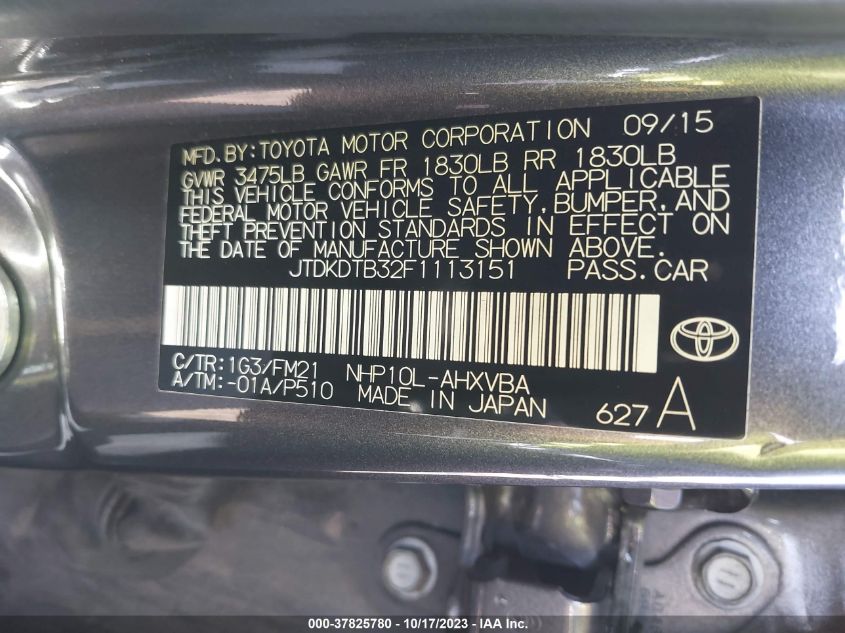 MFD.BY:TOYOTA MOTOR CORPORATION 09/15
GVWR 3475LB GAWR FR 1830LB RR 1830LB
THIS VEHICLE CONFORMS TO ALL APPLICABLE
FEDERAL MOTOR VEHICLE SAFETY,BUMPER,AND
THEFT PREVENTION STANDARDS IN EFFECT ON
THE DATE OF MANUFACTURE SHOWN ABOVE.
JTDKDTB32F1113151 PASS.CAR
C/TR:1G3/FM21 NHP10L-AHXVBA
A/TM:-01A/P510 MADE IN JAPAN
627A
000-37825780 - 10/17/2023 - IAA Inc.